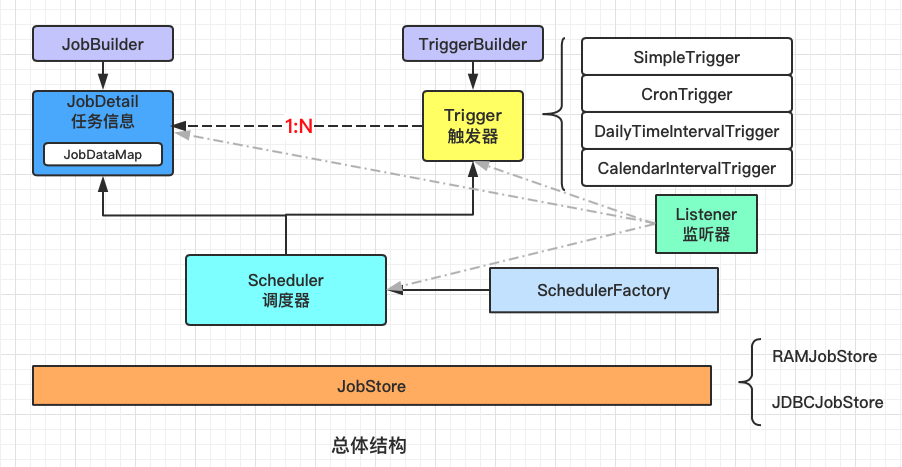 JobBuilder
TriggerBuilder
JobDetail
任务信息
JobDataMap
1:N
Trigger
触发器
SimpleTrigger
CronTrigger
DailyTimeIntervalTrigger
CalendarIntervalTrigger
Listener
监听器
Scheduler
调度器
SchedulerFactory
JobStore
RAMJobStore
JDBCJobStore
总体结构